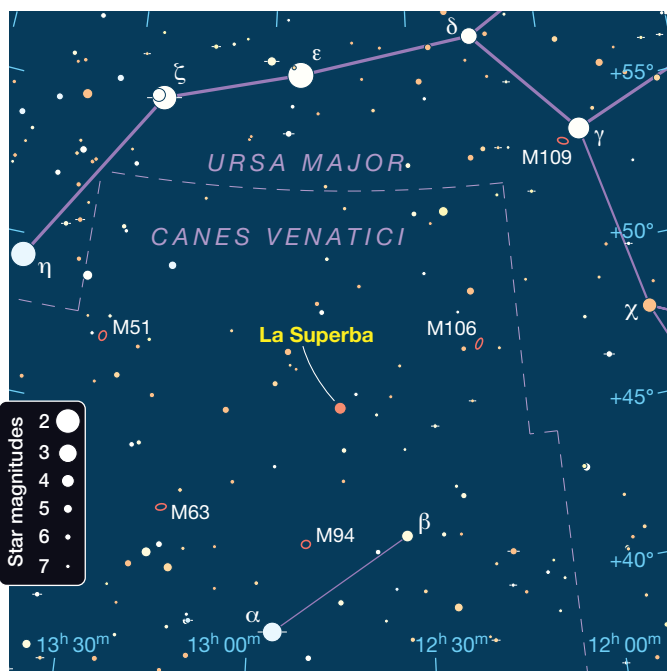 δ
ε
ζ
+55°
γ
M109
URSA MAJOR
+50°
CANES VENATICI
η
χ
M51
La Superba
M106
+45°
Star magnitudes
2
3
4
5
6
7
M63
M94
β
+40°
α
13h 30m
13h 00m
12h 30m
12h 00m